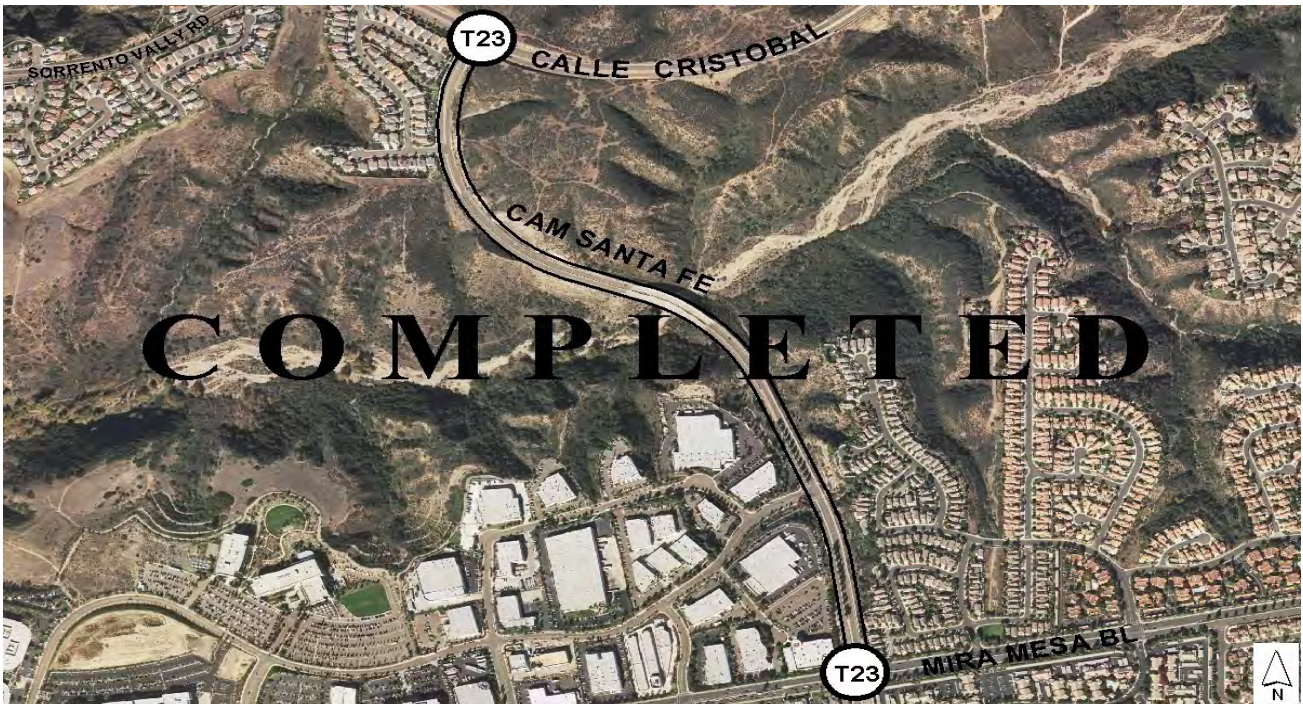 T23
CALLE CRISTOBAL
SORRENTO VALLY RD
CAM SANTA FE
COMPLETED
MIRA MESA BL
T23
N